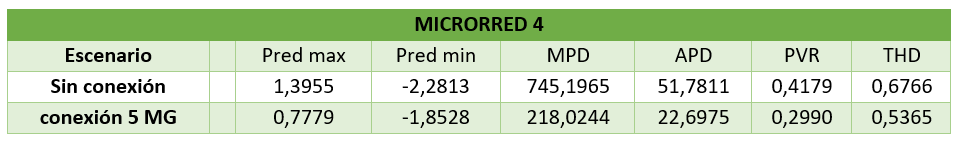 MICRORRED 4
Escenario Pred max Pred min MPD APD PVR THD
Sin conexión 1,3955 -2,2813 745,1965 51,7811 0,4179 0,6766
conexión 5 MG 0,7779 -1,8528 218,0244 22,6975 0,2990 0,5365